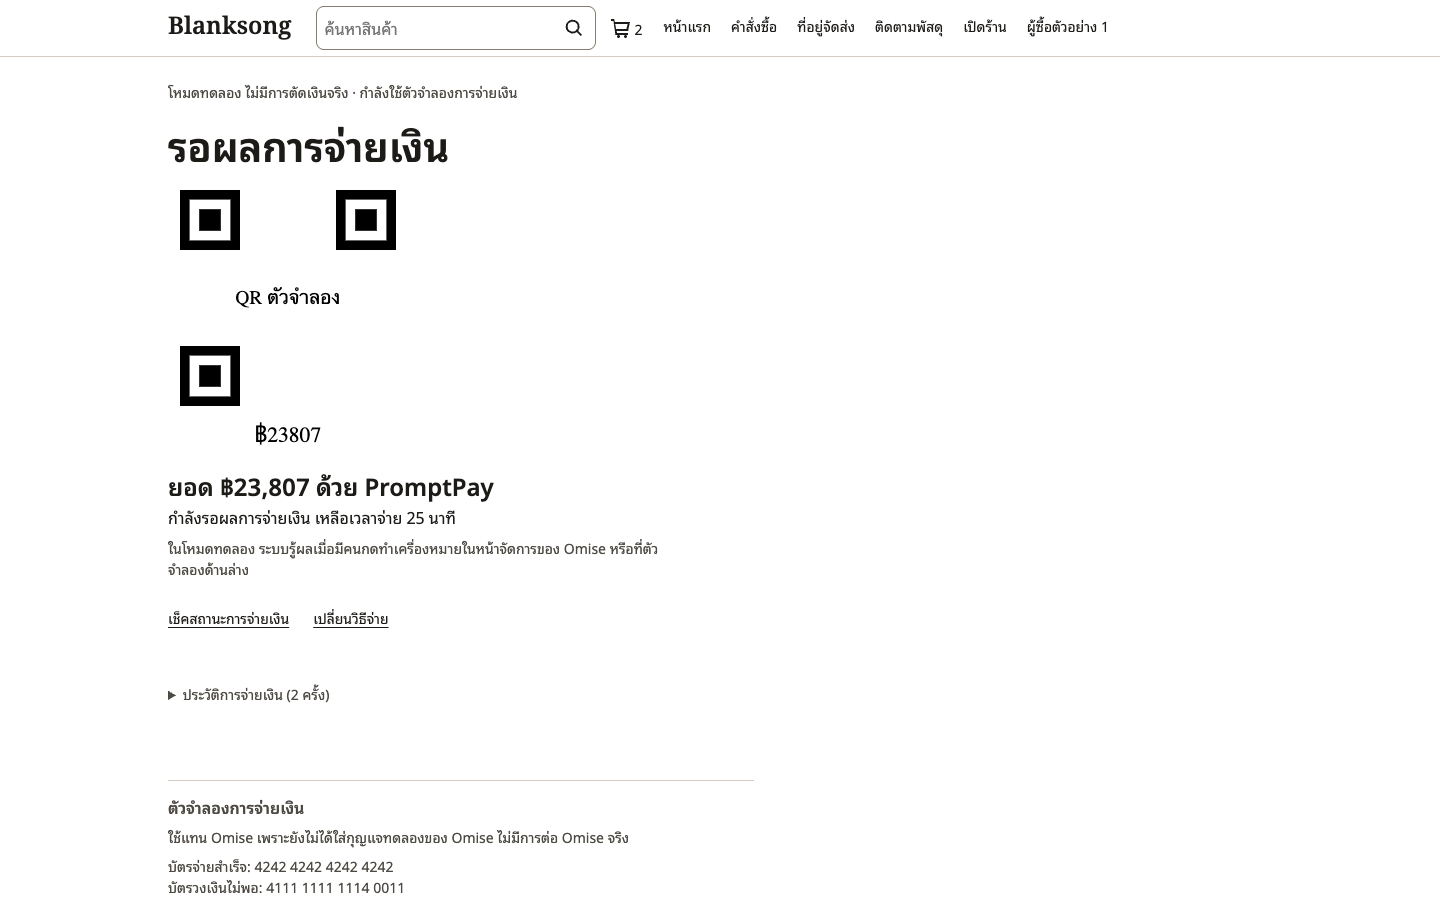 Blanksong
ค้นหาสินค้า
2
หน้าแรก
คำสั่งซื้อ
ที่อยู่จัดส่ง
ติดตามพัสดุ
เปิดร้าน
ผู้ซื้อตัวอย่าง 1
โหมดทดลอง ไม่มีการตัดเงินจริง · กำลังใช้ตัวจำลองการจ่ายเงิน
รอผลการจ่ายเงิน
QR ตัวจำลอง
฿23807
ยอด ฿23,807 ด้วย PromptPay
กำลังรอผลการจ่ายเงิน เหลือเวลาจ่าย 25 นาที
ในโหมดทดลอง ระบบรู้ผลเมื่อมีคนกดทำเครื่องหมายในหน้าจัดการของ Omise หรือที่ตัว
จำลองด้านล่าง
เช็คสถานะการจ่ายเงิน
เปลี่ยนวิธีจ่าย
ประวัติการจ่ายเงิน (2 ครั้ง)
ตัวจำลองการจ่ายเงิน
ใช้แทน Omise เพราะยังไม่ได้ใส่กุญแจทดลองของ Omise ไม่มีการต่อ Omise จริง
บัตรจ่ายสำเร็จ: 4242 4242 4242 4242
บัตรวงเงินไม่พอ: 4111 1111 1114 0011